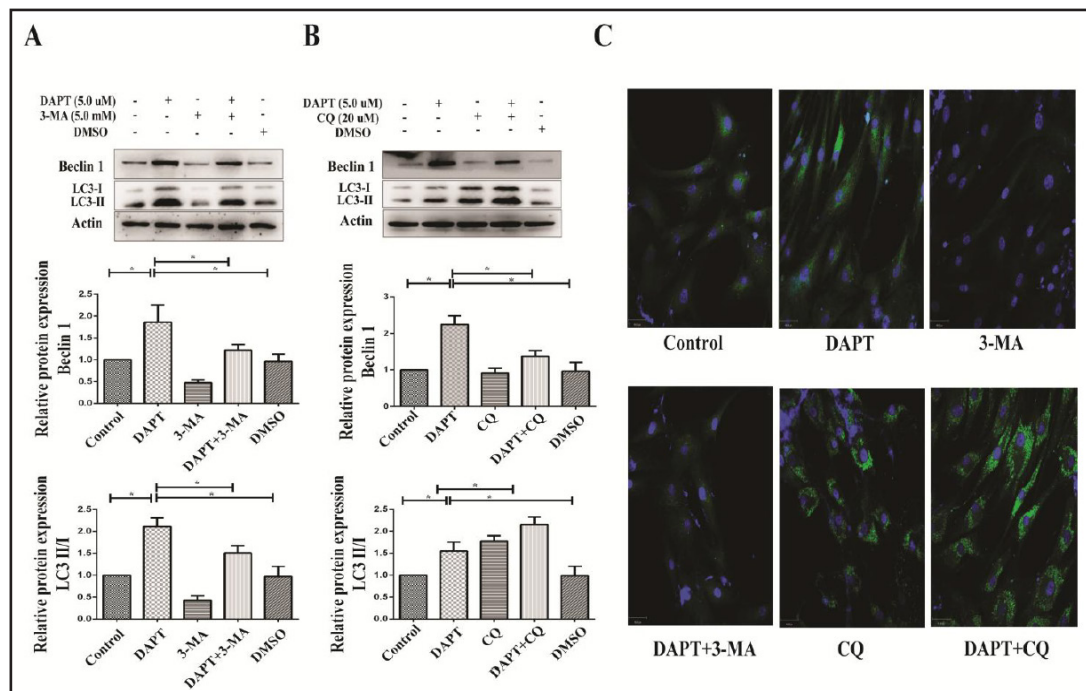 A
DAPT (5.0 uM) - + - + -
3-MA (5.0 mM) - - + + -
DMSO - - - - +
Beclin 1
LC3-I
LC3-II
Actin
* *
*
Relative protein expression
Beclin 1
2.5
2.0
1.5
1.0
0.5
0.0
Control
DAPT
3-MA
DAPT+3-MA
DMSO
* *
*
Relative protein expression
LC3 II/I
2.5
2.0
1.5
1.0
0.5
0.0
Control
DAPT
3-MA
DAPT+3-MA
DMSO
B
DAPT (5.0 uM) - + - + -
CQ (20 uM) - - + + -
DMSO - - - - +
Beclin 1
LC3-I
LC3-II
Actin
* *
*
Relative protein expression
Beclin 1
3
2
1
0
Control
DAPT
CQ
DAPT+CQ
DMSO
*
* *
Relative protein expression
LC3 II/I
2.5
2.0
1.5
1.0
0.5
0.0
Control
DAPT
CQ
DAPT+CQ
DMSO
C
Control
DAPT
3-MA
DAPT+3-MA
CQ
DAPT+CQ